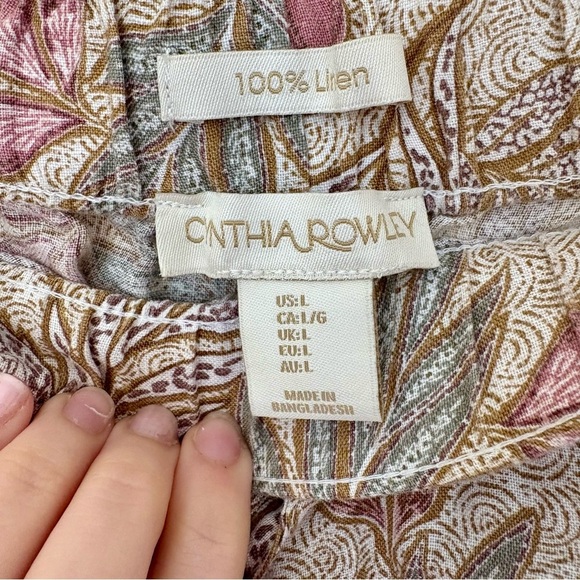 100% Linen
CYNTHIA ROWLEY
US: L
CA: L/G
UK: L
EU: L
AU: L
MADE IN
BANGLADESH